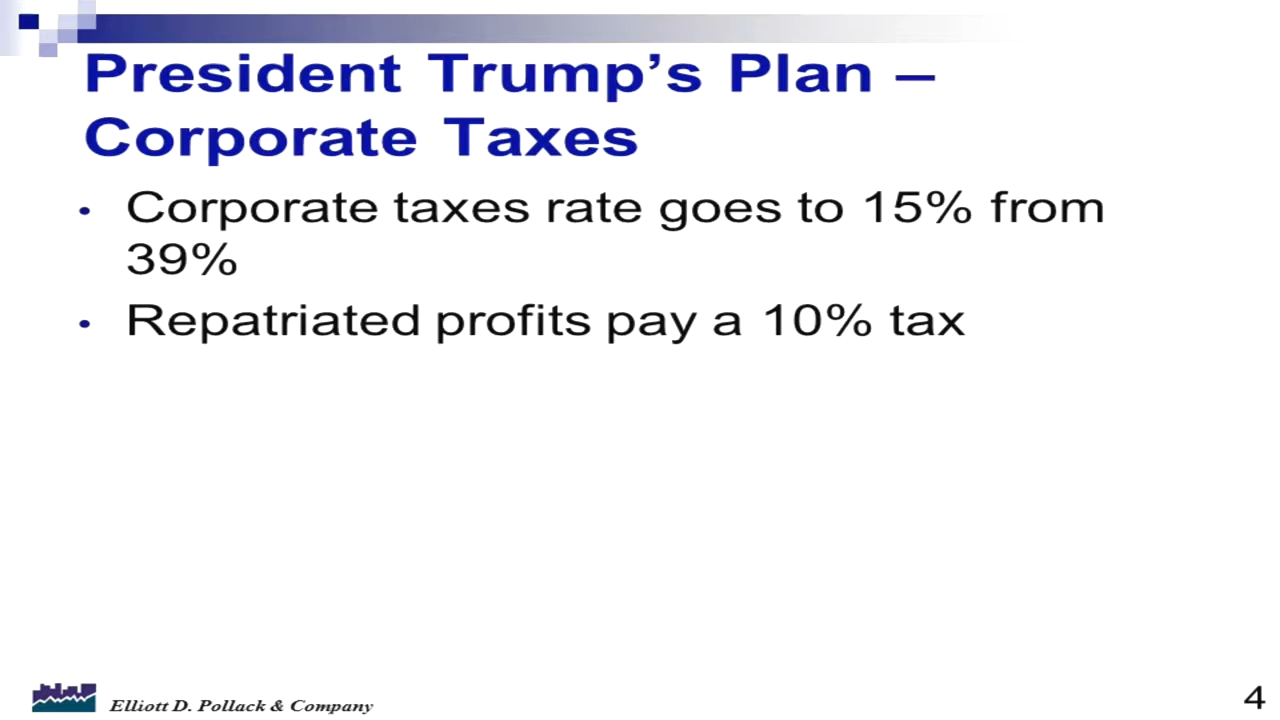 President Trump’s Plan –
Corporate Taxes
• Corporate taxes rate goes to 15% from
39%
• Repatriated profits pay a 10% tax
Elliott D. Pollack & Company
4